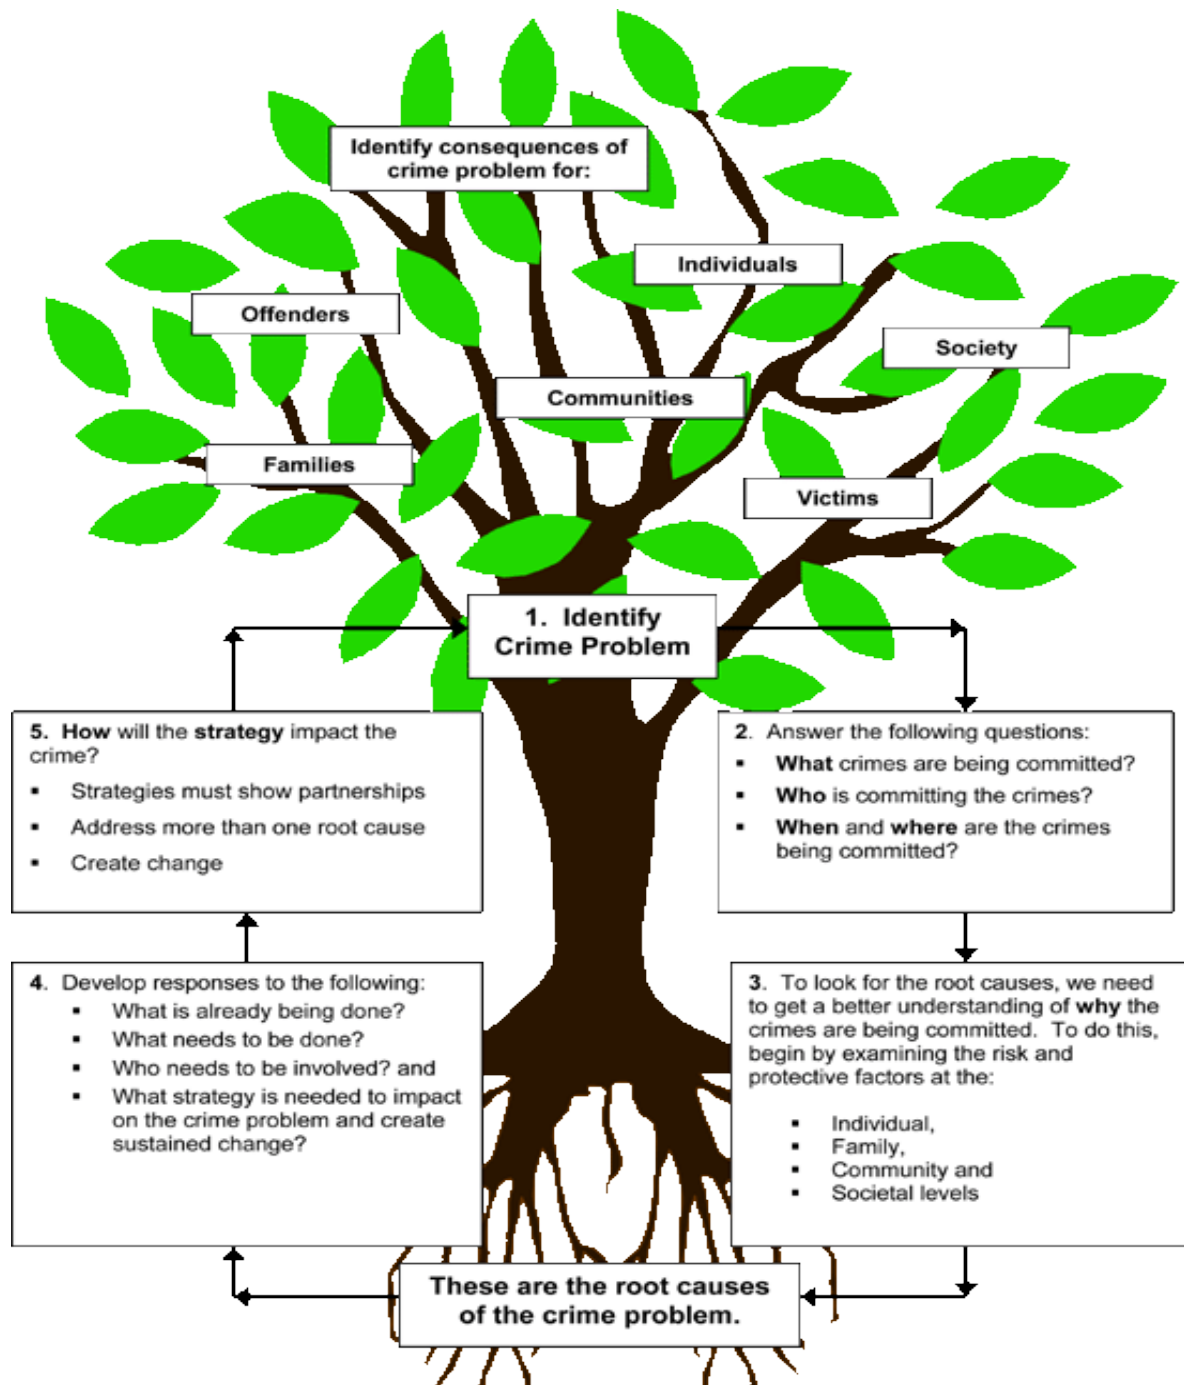 Identify consequences of
crime problem for:
Individuals
Offenders
Society
Communities
Families
Victims
1. Identify
Crime Problem
5. How will the strategy impact the
crime?
▪ Strategies must show partnerships
▪ Address more than one root cause
▪ Create change
2. Answer the following questions:
▪ What crimes are being committed?
▪ Who is committing the crimes?
▪ When and where are the crimes
being committed?
4. Develop responses to the following:
▪ What is already being done?
▪ What needs to be done?
▪ Who needs to be involved? and
▪ What strategy is needed to impact
on the crime problem and create
sustained change?
3. To look for the root causes, we need
to get a better understanding of why the
crimes are being committed. To do this,
begin by examining the risk and
protective factors at the:
▪ Individual,
▪ Family,
▪ Community and
▪ Societal levels
These are the root causes
of the crime problem.